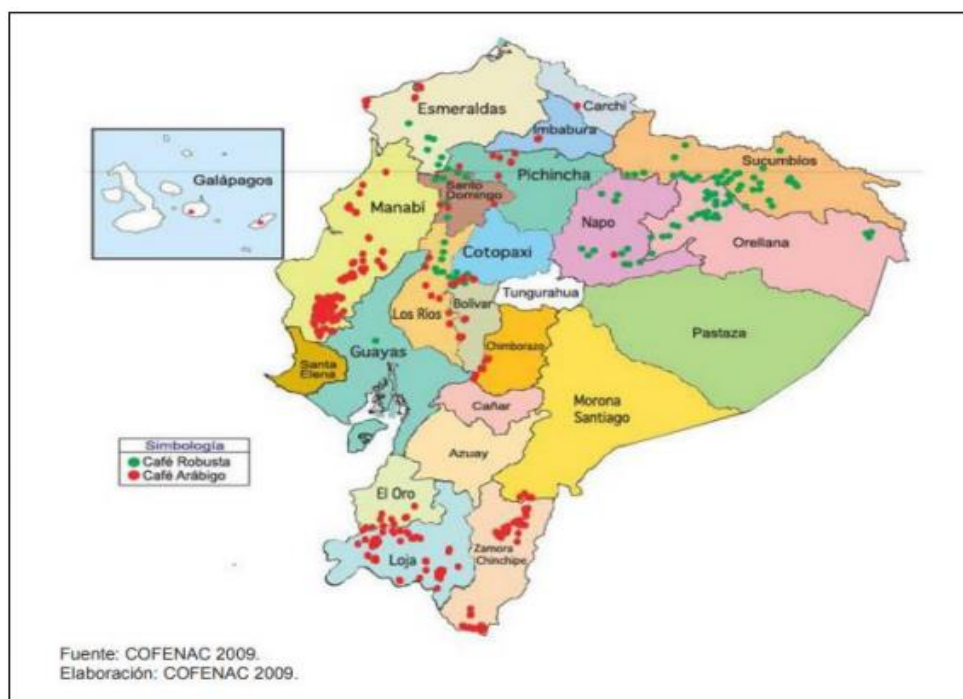 Esmeraldas
Carchi
Imbabura
Sucumbíos
Galápagos
Pichincha
Santo
Domingo
Manabí
Napo
Orellana
Cotopaxi
Tungurahua
Los Ríos
Bolívar
Pastaza
Chimborazo
Guayas
Santa
Elena
Morona
Santiago
Cañar
Simbología
Café Robusta
Café Arábigo
Azuay
El Oro
Zamora
Chinchipe
Loja
Fuente: COFENAC 2009.
Elaboración: COFENAC 2009.